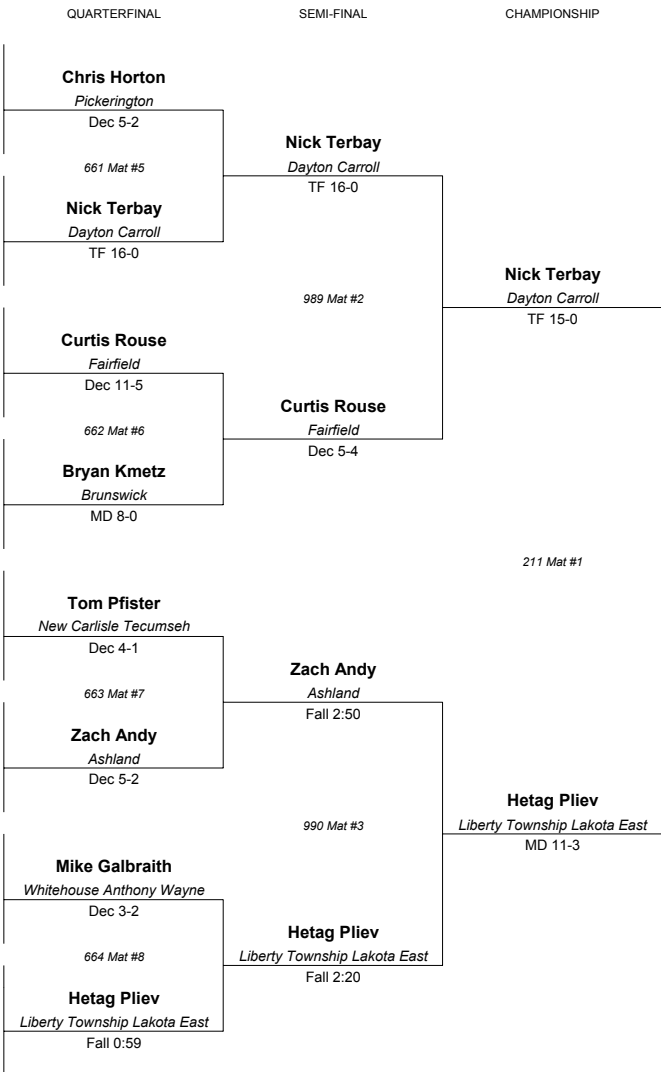 QUARTERFINAL
SEMI-FINAL
CHAMPIONSHIP
Chris Horton
Pickerington
Dec 5-2
661 Mat #5
Nick Terbay
Dayton Carroll
TF 16-0
Nick Terbay
Dayton Carroll
TF 16-0
989 Mat #2
Nick Terbay
Dayton Carroll
TF 15-0
Curtis Rouse
Fairfield
Dec 11-5
662 Mat #6
Curtis Rouse
Fairfield
Dec 5-4
Bryan Kmetz
Brunswick
MD 8-0
211 Mat #1
Tom Pfister
New Carlisle Tecumseh
Dec 4-1
663 Mat #7
Zach Andy
Ashland
Fall 2:50
Zach Andy
Ashland
Dec 5-2
990 Mat #3
Hetag Pliev
Liberty Township Lakota East
MD 11-3
Mike Galbraith
Whitehouse Anthony Wayne
Dec 3-2
664 Mat #8
Hetag Pliev
Liberty Township Lakota East
Fall 2:20
Hetag Pliev
Liberty Township Lakota East
Fall 0:59